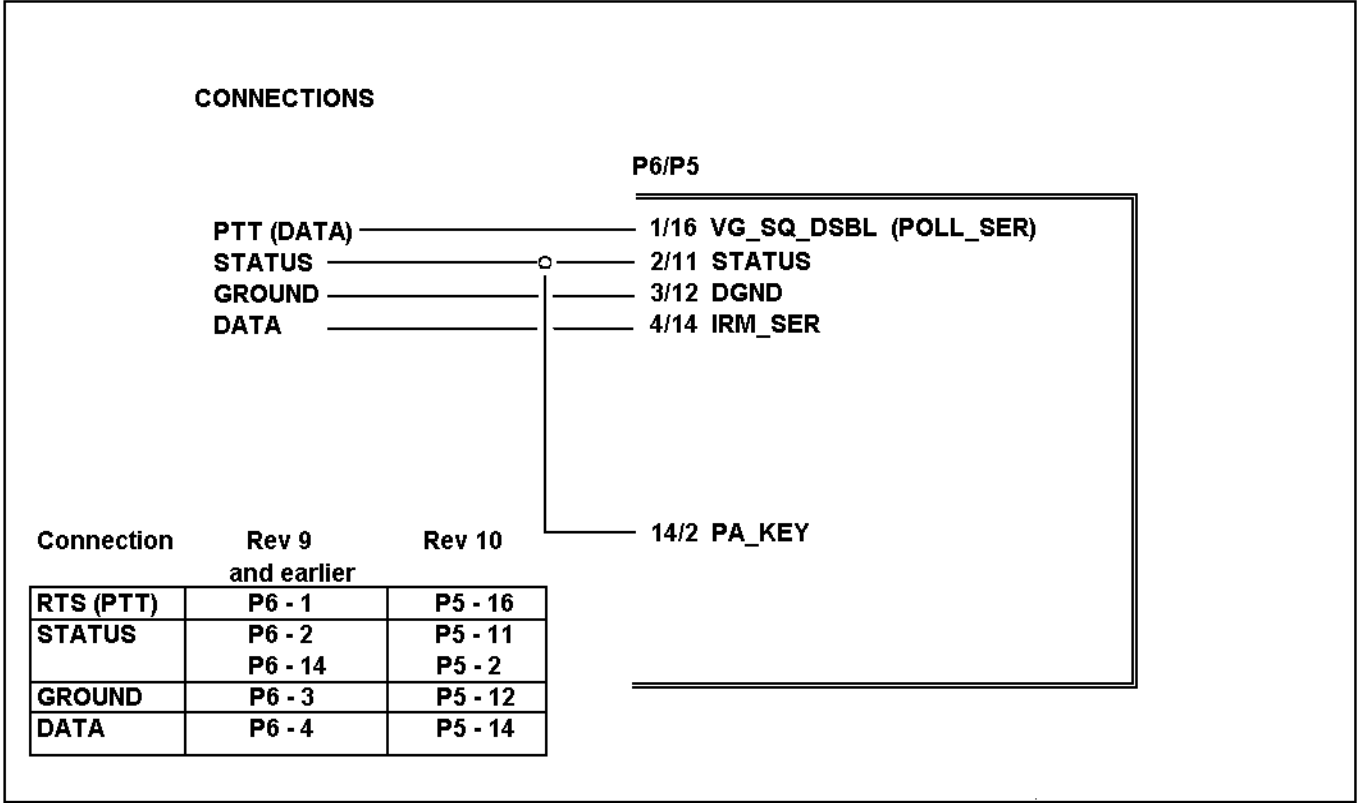 CONNECTIONS
P6/P5
PTT (DATA) 1/16 VG_SQ_DSBL (POLL_SER)
STATUS 2/11 STATUS
GROUND 3/12 DGND
DATA 4/14 IRM_SER
14/2 PA_KEY
Connection Rev 9 Rev 10
and earlier
RTS (PTT) P6 - 1 P5 - 16
STATUS P6 - 2 P5 - 11
P6 - 14 P5 - 2
GROUND P6 - 3 P5 - 12
DATA P6 - 4 P5 - 14